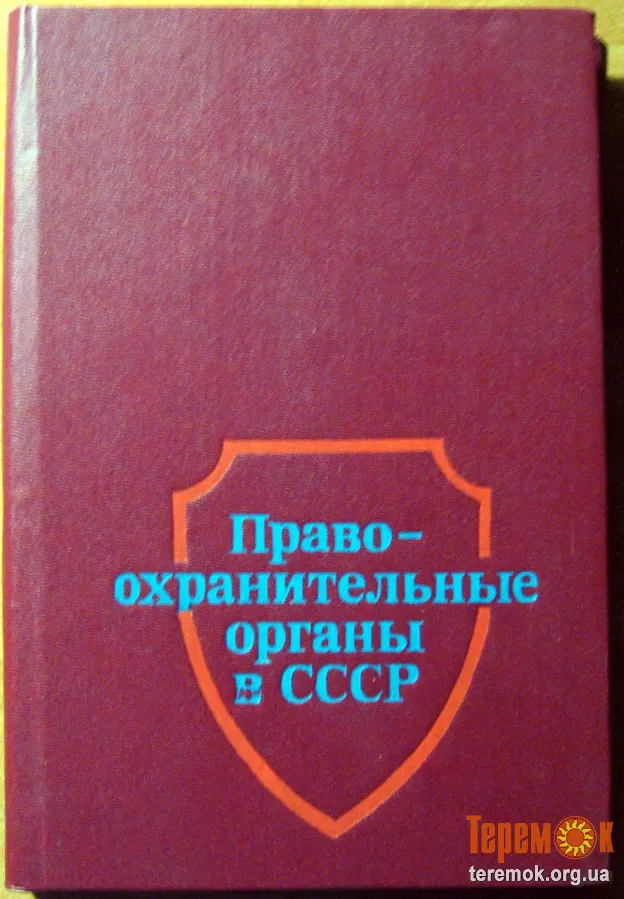 Право-
охранительные
органы
в СССР
Теремок
teremok.org.ua